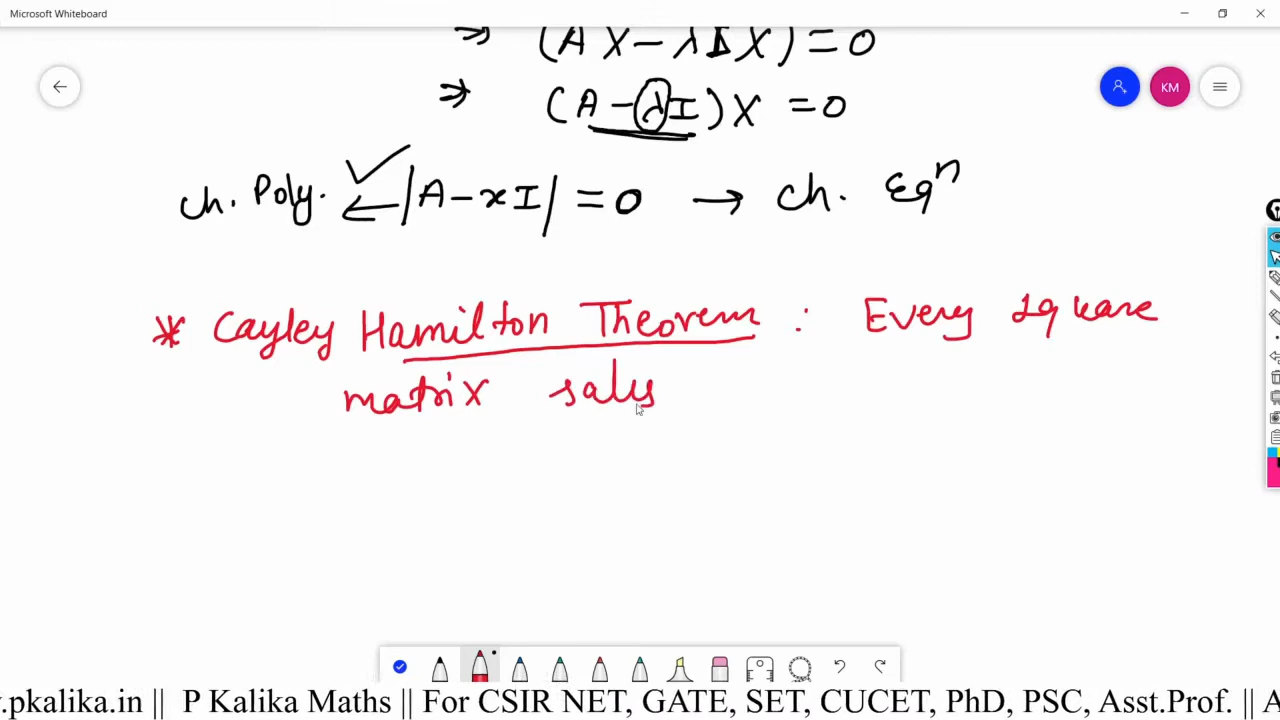 Microsoft Whiteboard
⇒ (AX - λIX) = 0
⇒ (A - λI)X = 0
KM
ch. Poly. ← |A - xI| = 0 → ch. Eqⁿ
* Cayley Hamilton Theorem : Every square
matrix satis
.pkalika.in || P Kalika Maths || For CSIR NET, GATE, SET, CUCET, PhD, PSC, Asst.Prof. || A